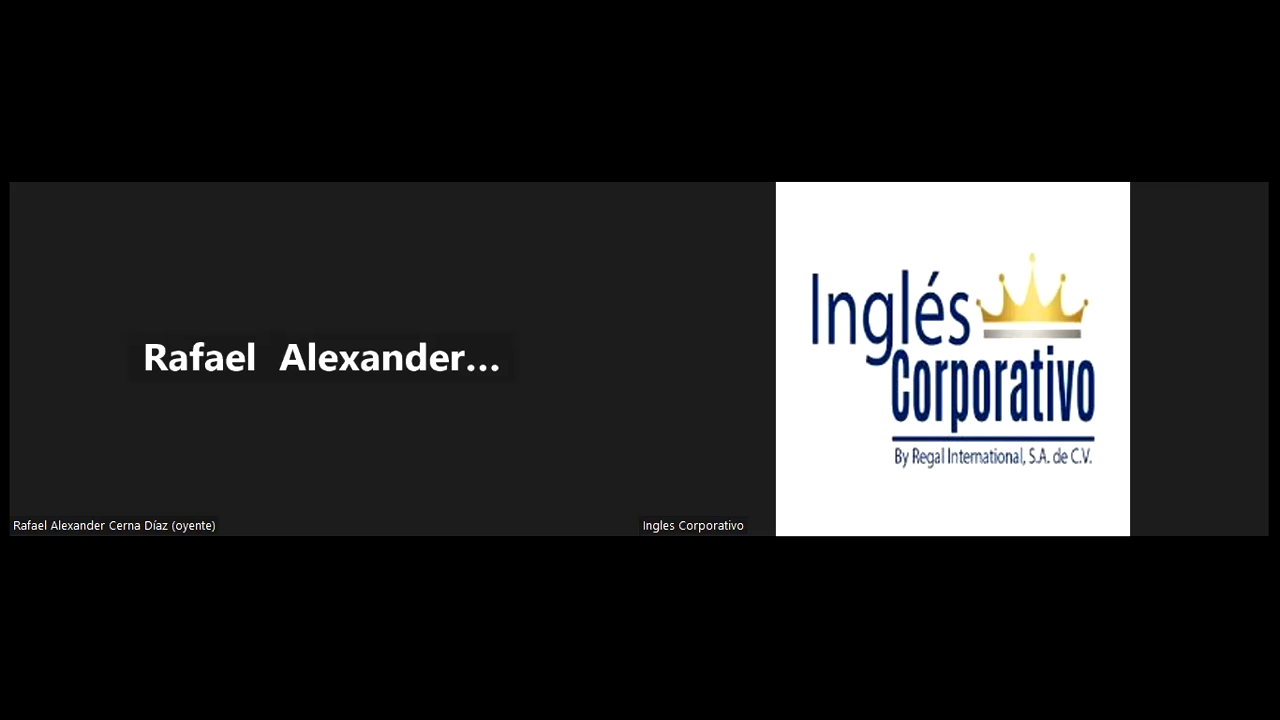 Rafael Alexander...
Rafael Alexander Cerna Díaz (oyente)
Inglés
Corporativo
By Regal International, S.A. de C.V.
Ingles Corporativo